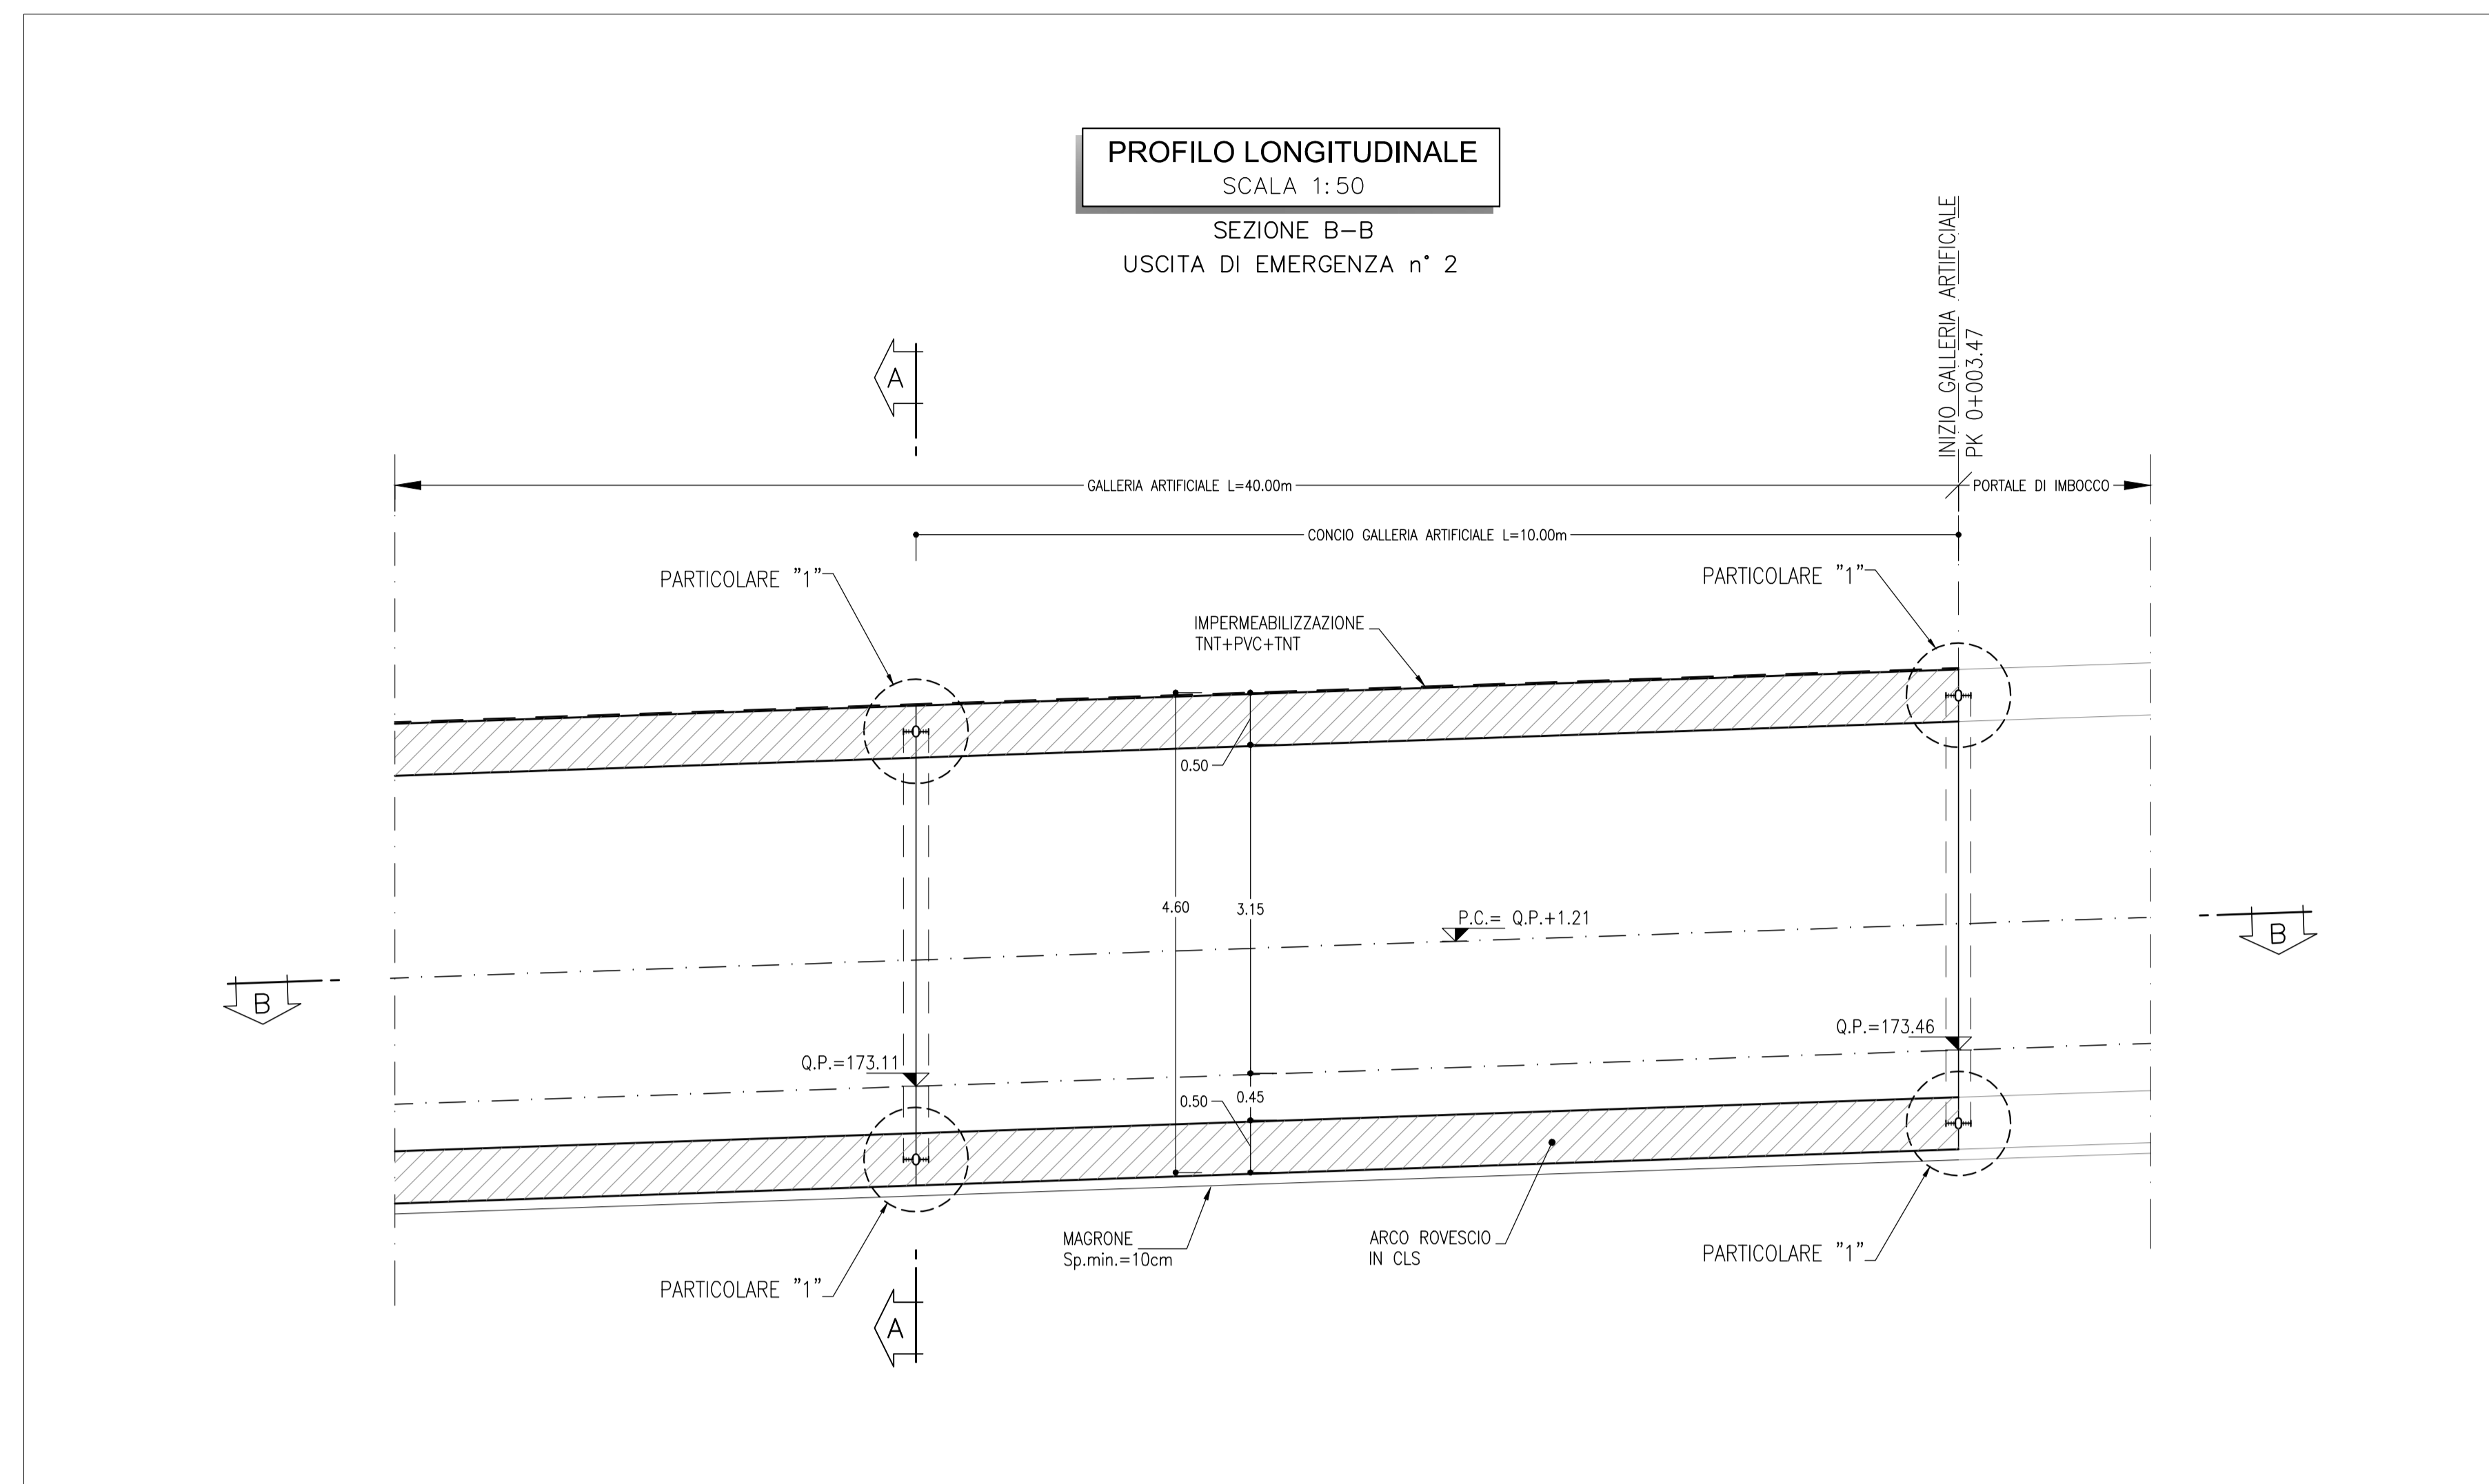 PROFILO LONGITUDINALE
SCALA 1:50
SEZIONE B-B
USCITA DI EMERGENZA n° 2
INIZIO GALLERIA ARTIFICIALE
PK 0+003.47
A
GALLERIA ARTIFICIALE L=40.00m
PORTALE DI IMBOCCO
CONCIO GALLERIA ARTIFICIALE L=10.00m
PARTICOLARE "1"
PARTICOLARE "1"
IMPERMEABILIZZAZIONE
TNT+PVC+TNT
0.50
4.60
3.15
P.C.= Q.P.+1.21
B
B
Q.P.=173.46
Q.P.=173.11
0.50
0.45
MAGRONE
Sp.min.=10cm
ARCO ROVESCIO
IN CLS
PARTICOLARE "1"
PARTICOLARE "1"
A